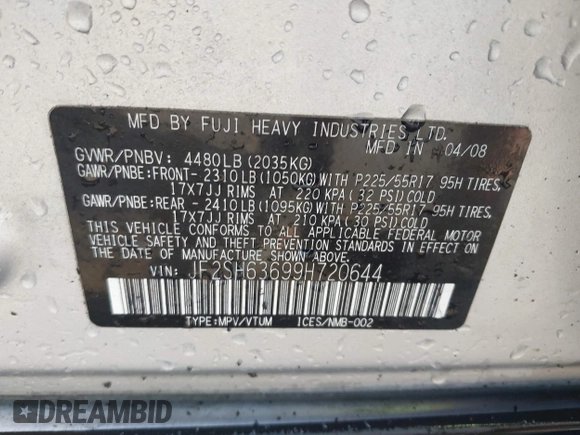 MFD BY FUJI HEAVY INDUSTRIES LTD.
MFD IN 04/08
GVWR/PNBV: 4480LB (2035KG)
GAWR/PNBE:FRONT- 2310LB (1050KG) WITH P225/55R17 95H TIRES,
17x7JJ RIMS AT 220 KPA( 32 PSI) COLD
GAWR/PNBE:REAR - 2410LB (1095KG) WITH P225/55R17 95H TIRES,
17x7JJ RIMS AT 210 KPA( 30 PSI) COLD
THIS VEHICLE CONFORMS TO ALL APPLICABLE FEDERAL MOTOR
VEHICLE SAFETY AND THEFT PREVENTION STANDARDS IN EFFECT ON
THE DATE OF MANUFACTURE SHOWN ABOVE.
VIN: JF2SH63699H720644
TYPE:MPV/VTUM ICES/NMB-002
DREAMBID